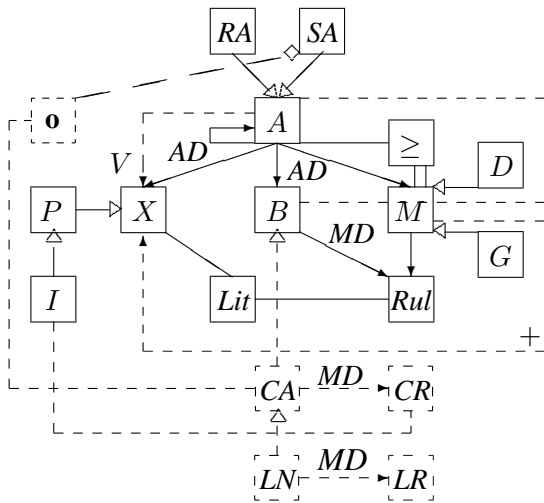 RA SA
o A ≥
V AD AD D
P X B M
MD G
I Lit Rul
+
CA MD CR
LN MD LR